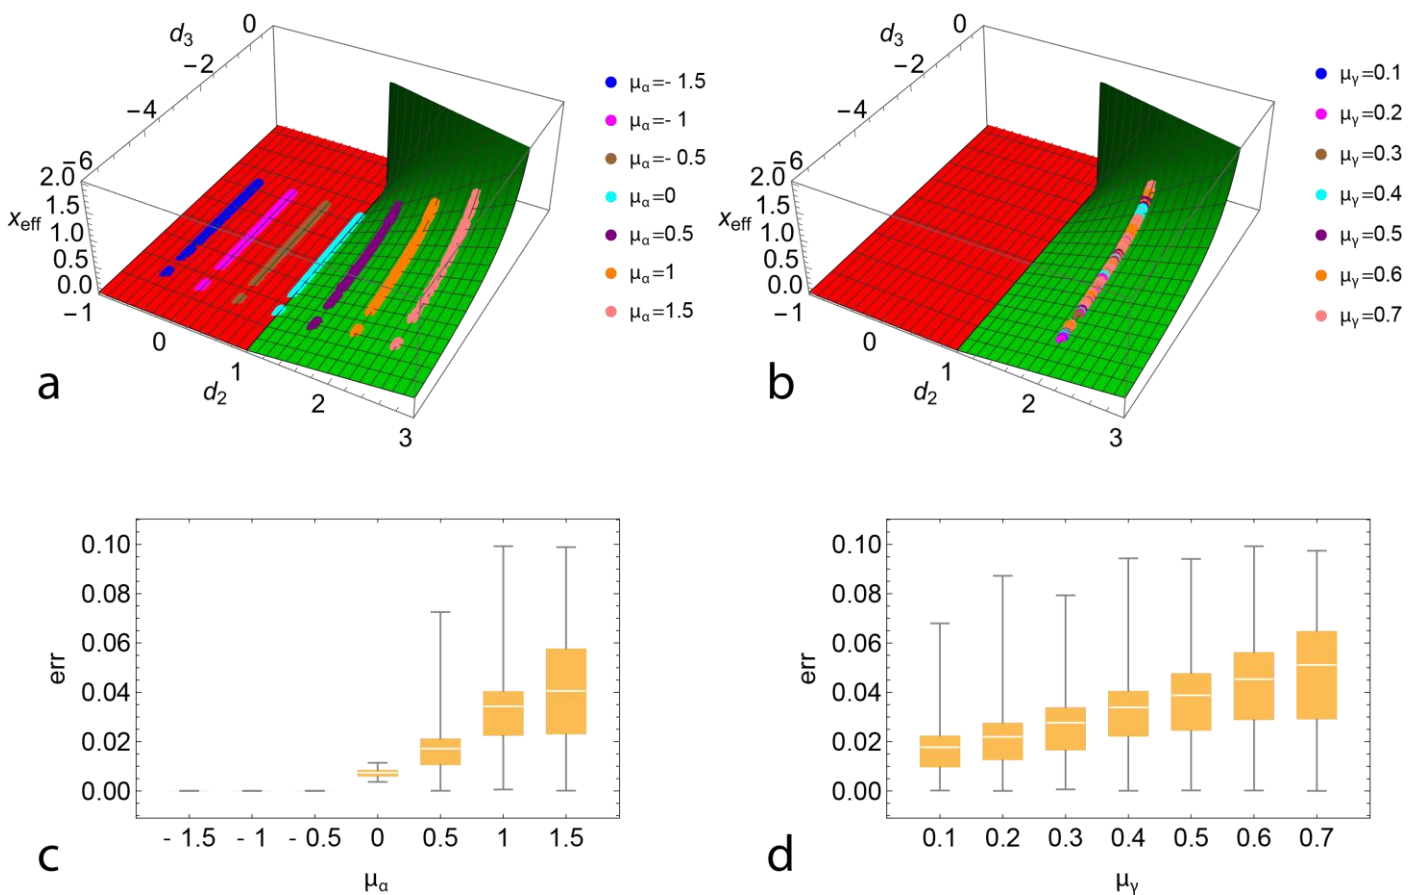 d₃
0
−2
−4
−6
2.0
1.5
1.0
0.5
0.0
xeff
−1
0
1
2
3
d₂
μα=- 1.5
μα=- 1
μα=- 0.5
μα=0
μα=0.5
μα=1
μα=1.5
a
d₃
0
−2
−4
−6
2.0
1.5
1.0
0.5
0.0
xeff
−1
0
1
2
3
d₂
μγ=0.1
μγ=0.2
μγ=0.3
μγ=0.4
μγ=0.5
μγ=0.6
μγ=0.7
b
0.10
0.08
0.06
0.04
0.02
0.00
err
- 1.5 - 1 - 0.5 0 0.5 1 1.5
μα
c
0.10
0.08
0.06
0.04
0.02
0.00
err
0.1 0.2 0.3 0.4 0.5 0.6 0.7
μγ
d